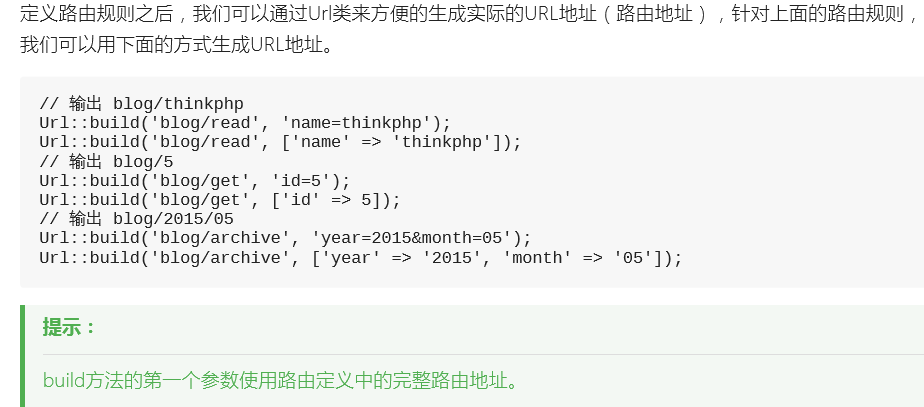 定义路由规则之后，我们可以通过Url类来方便的生成实际的URL地址（路由地址），针对上面的路由规则，
我们可以用下面的方式生成URL地址。
// 输出 blog/thinkphp
Url::build('blog/read', 'name=thinkphp');
Url::build('blog/read', ['name' => 'thinkphp']);
// 输出 blog/5
Url::build('blog/get', 'id=5');
Url::build('blog/get', ['id' => 5]);
// 输出 blog/2015/05
Url::build('blog/archive', 'year=2015&month=05');
Url::build('blog/archive', ['year' => '2015', 'month' => '05']);
提示：
build方法的第一个参数使用路由定义中的完整路由地址。